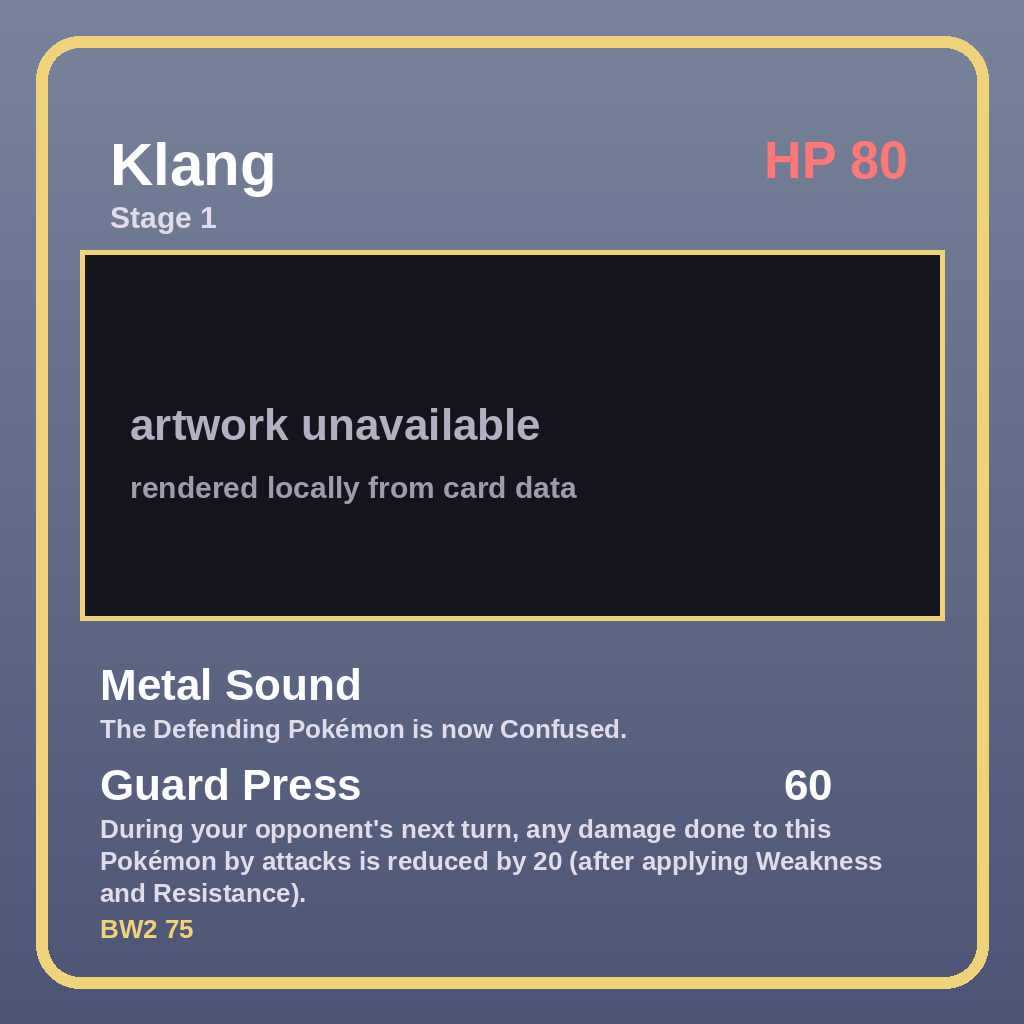 Klang
HP 80
Stage 1
artwork unavailable
rendered locally from card data
Metal Sound
The Defending Pokémon is now Confused.
Guard Press 60
During your opponent's next turn, any damage done to this
Pokémon by attacks is reduced by 20 (after applying Weakness
and Resistance).
BW2 75